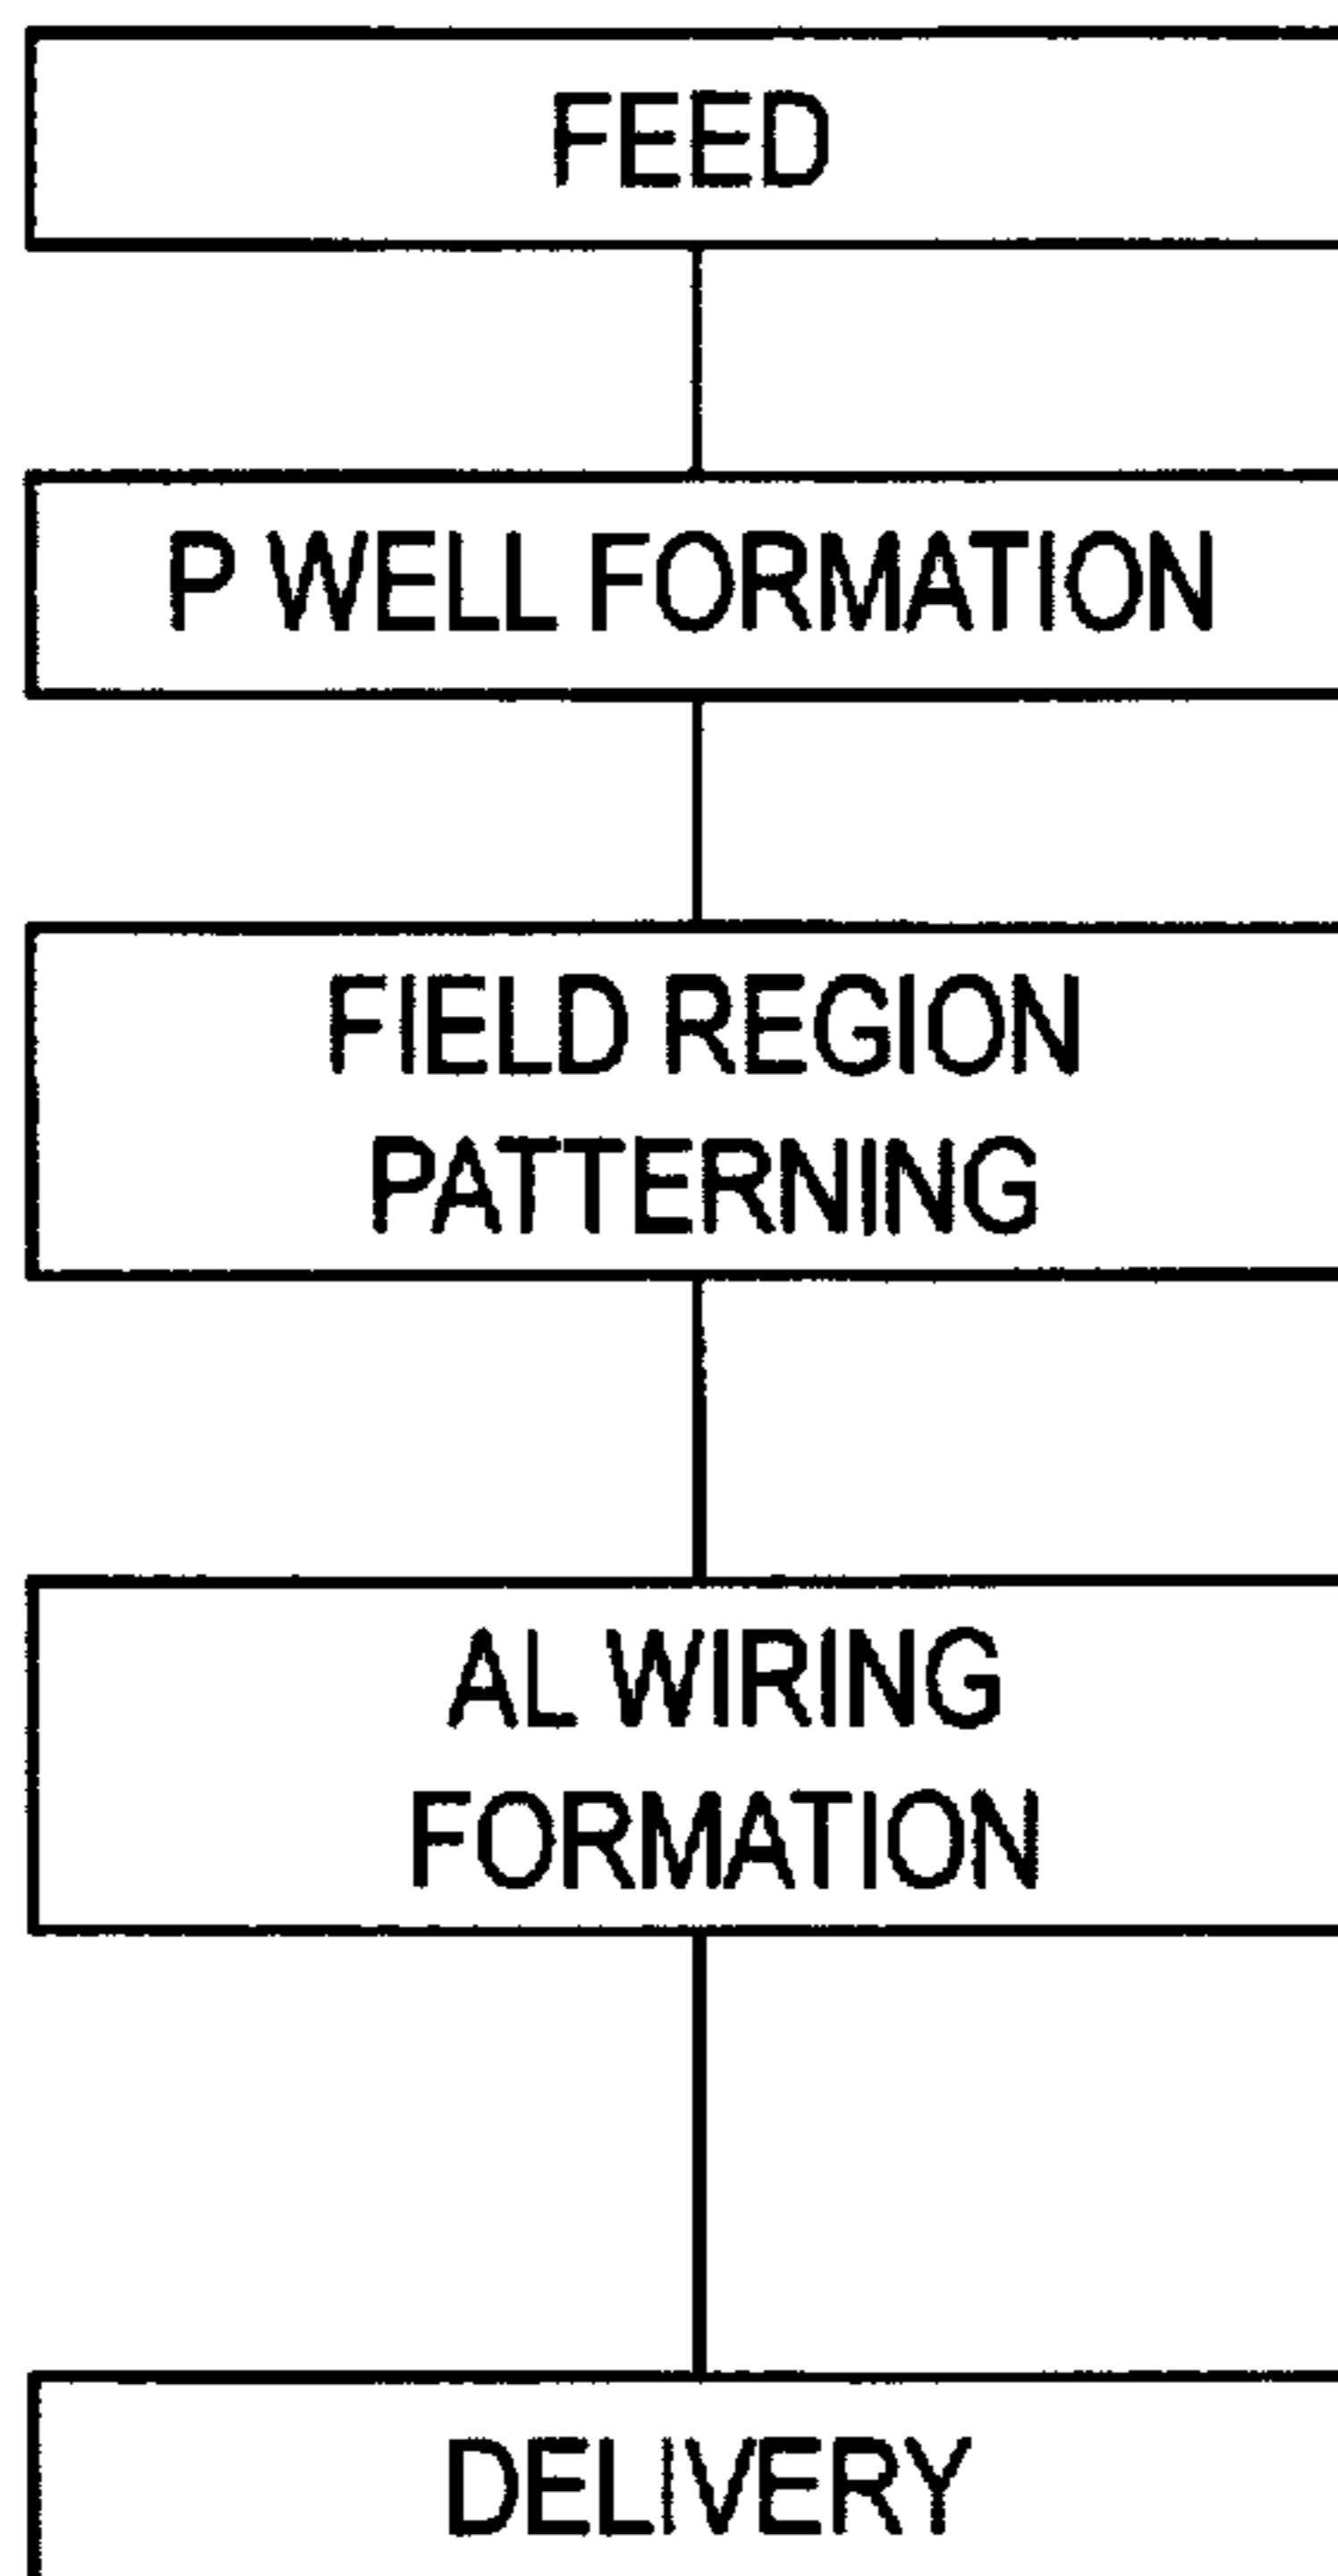 FEED
P WELL FORMATION
FIELD REGION
PATTERNING
AL WIRING
FORMATION
DELIVERY